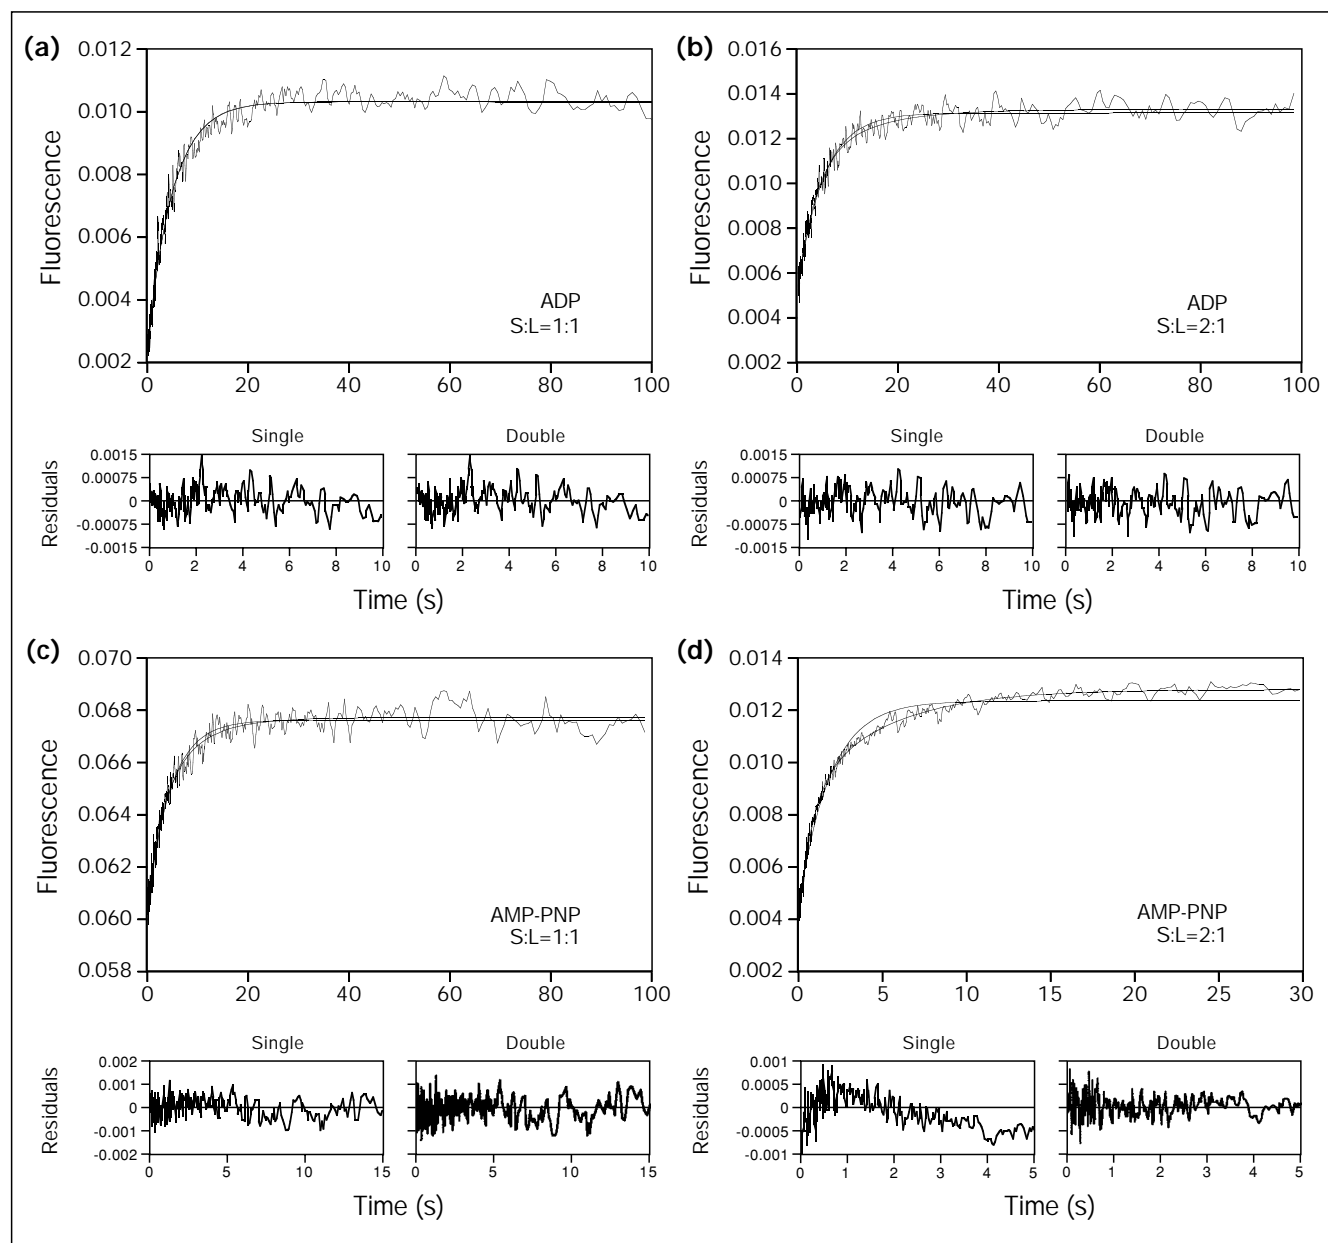 (a)
0.012
0.010
0.008
0.006
0.004
0.002
Fluorescence
ADP
S:L=1:1
0 20 40 60 80 100
Single Double
Residuals
0.0015
0.00075
0
-0.00075
-0.0015
0 2 4 6 8 10 0 2 4 6 8 10
Time (s)
(b)
0.016
0.014
0.012
0.010
0.008
0.006
0.004
0.002
Fluorescence
ADP
S:L=2:1
0 20 40 60 80 100
Single Double
Residuals
0.0015
0.00075
0
-0.00075
-0.0015
0 2 4 6 8 10 0 2 4 6 8 10
Time (s)
(c)
0.070
0.068
0.066
0.064
0.062
0.060
0.058
Fluorescence
AMP-PNP
S:L=1:1
0 20 40 60 80 100
Single Double
Residuals
0.002
0.001
0
-0.001
-0.002
0 5 10 15 0 5 10 15
Time (s)
(d)
0.014
0.012
0.010
0.008
0.006
0.004
0.002
Fluorescence
AMP-PNP
S:L=2:1
0 5 10 15 20 25 30
Single Double
Residuals
0.001
0.0005
0
-0.0005
-0.001
0 1 2 3 4 5 0 1 2 3 4 5
Time (s)